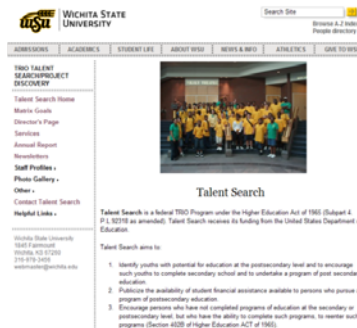 WICHITA STATE
UNIVERSITY
wsu
Search Site
Browse A-Z Index
People directory
ADMISSIONS ACADEMICS STUDENT LIFE ABOUT WSU NEWS & INFO ATHLETICS GIVE TO WSU
TRIO TALENT
SEARCH/PROJECT
DISCOVERY
Talent Search Home
Matrix Goals
Director's Page
Services
Annual Report
Newsletters
Staff Profiles
Photo Gallery
Other
Contact Talent Search
Helpful Links
Wichita State University
1845 Fairmount
Wichita, KS 67260
316-978-3456
webmaster@wichita.edu
Talent Search
Talent Search is a federal TRIO Program under the Higher Education Act of 1965 (Subpart 4
P.L.92318 as amended). Talent Search receives its funding from the United States Department
Education.
Talent Search aims to:
1. Identify youths with potential for education at the postsecondary level and to encourage
such youths to complete secondary school and to undertake a program of post secondary
education.
2. Publicize the availability of student financial assistance available to persons who pursue
program of postsecondary education.
3. Encourage persons who have not completed programs of education at the secondary or
postsecondary level, but who have the ability to complete such programs, to reenter such
programs (Section 402B of Higher Education ACT of 1965).